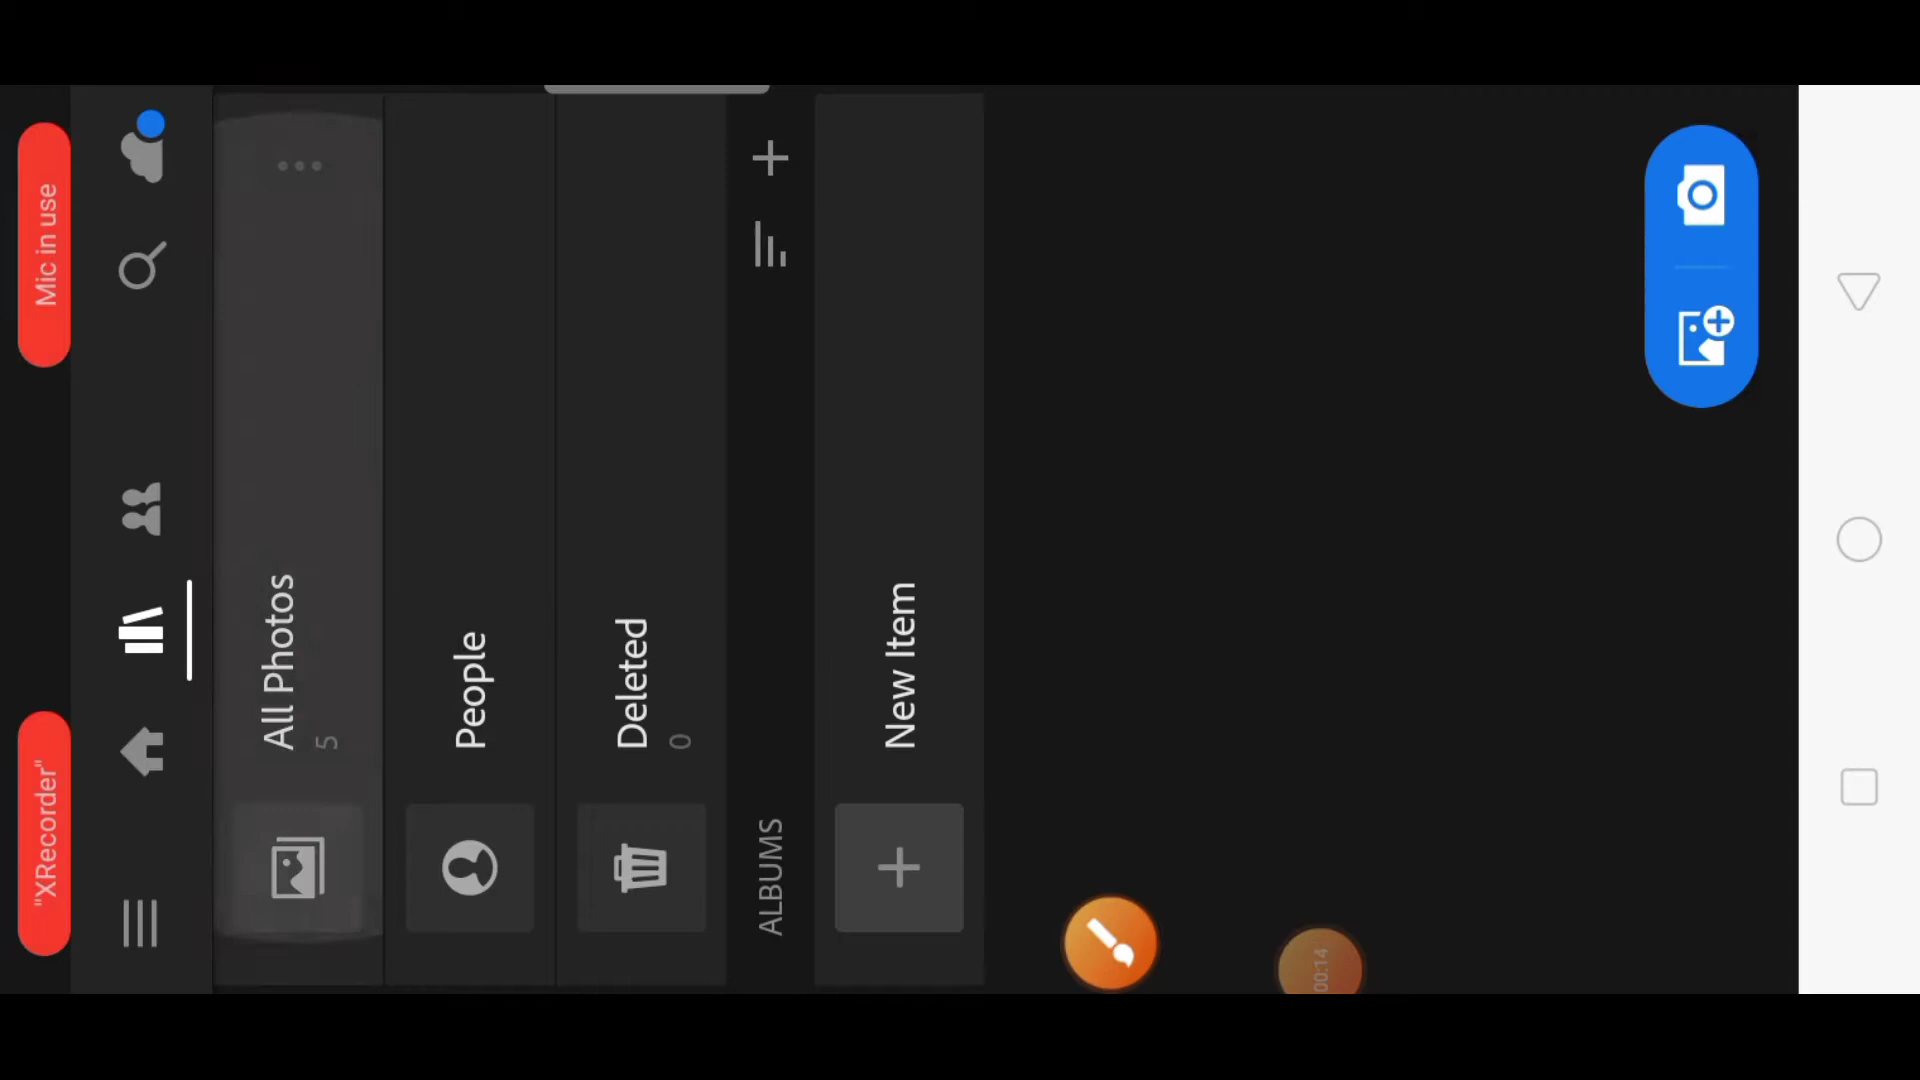 "XRecorder"
Mic in use
All Photos
5
People
Deleted
0
ALBUMS
New Item
00:14